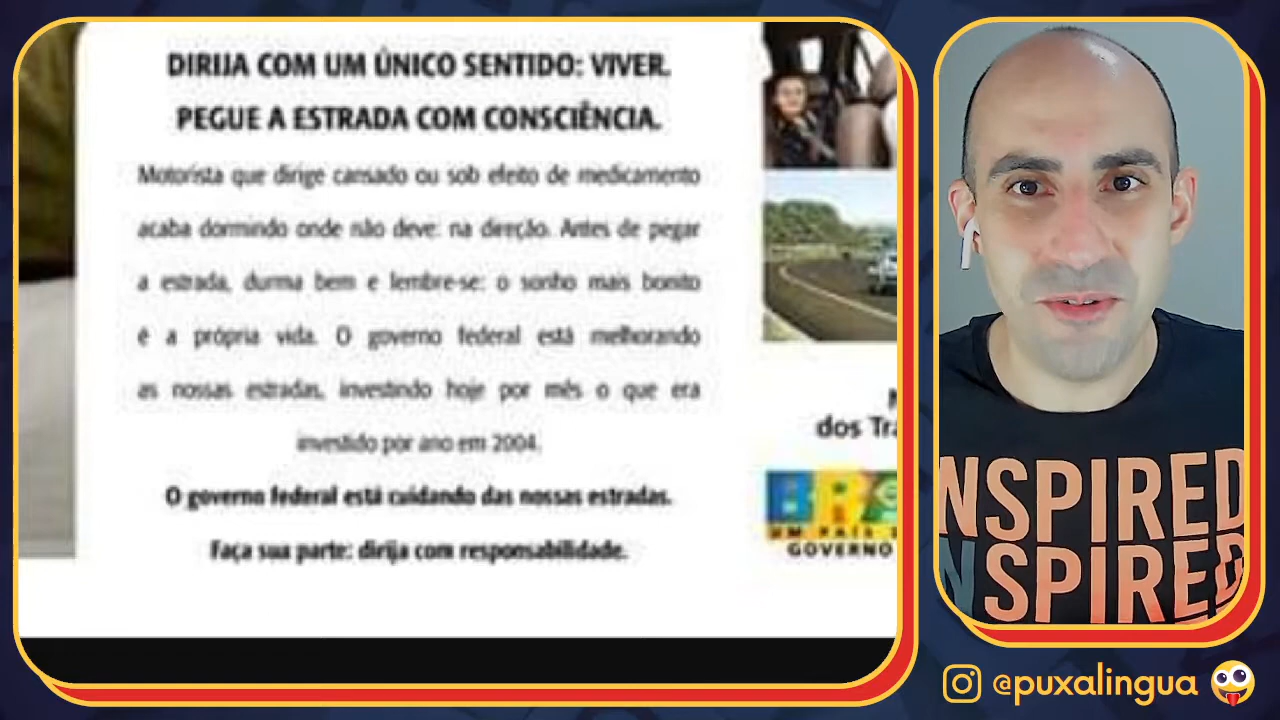 DIRIJA COM UM ÚNICO SENTIDO: VIVER.
PEGUE A ESTRADA COM CONSCIÊNCIA.
Motorista que dirige cansado ou sob efeito de medicamento
acaba dormindo onde não deve: na direção. Antes de pegar
a estrada, durma bem e lembre-se: o sonho mais bonito
é a própria vida. O governo federal está melhorando
as nossas estradas, investindo hoje por mês o que era
investido por ano em 2004.
O governo federal está cuidando das nossas estradas.
Faça sua parte: dirija com responsabilidade.
dos
BRA
UM PAÍS
GOVERNO
NSPIRED
NSPIRED
@puxalingua